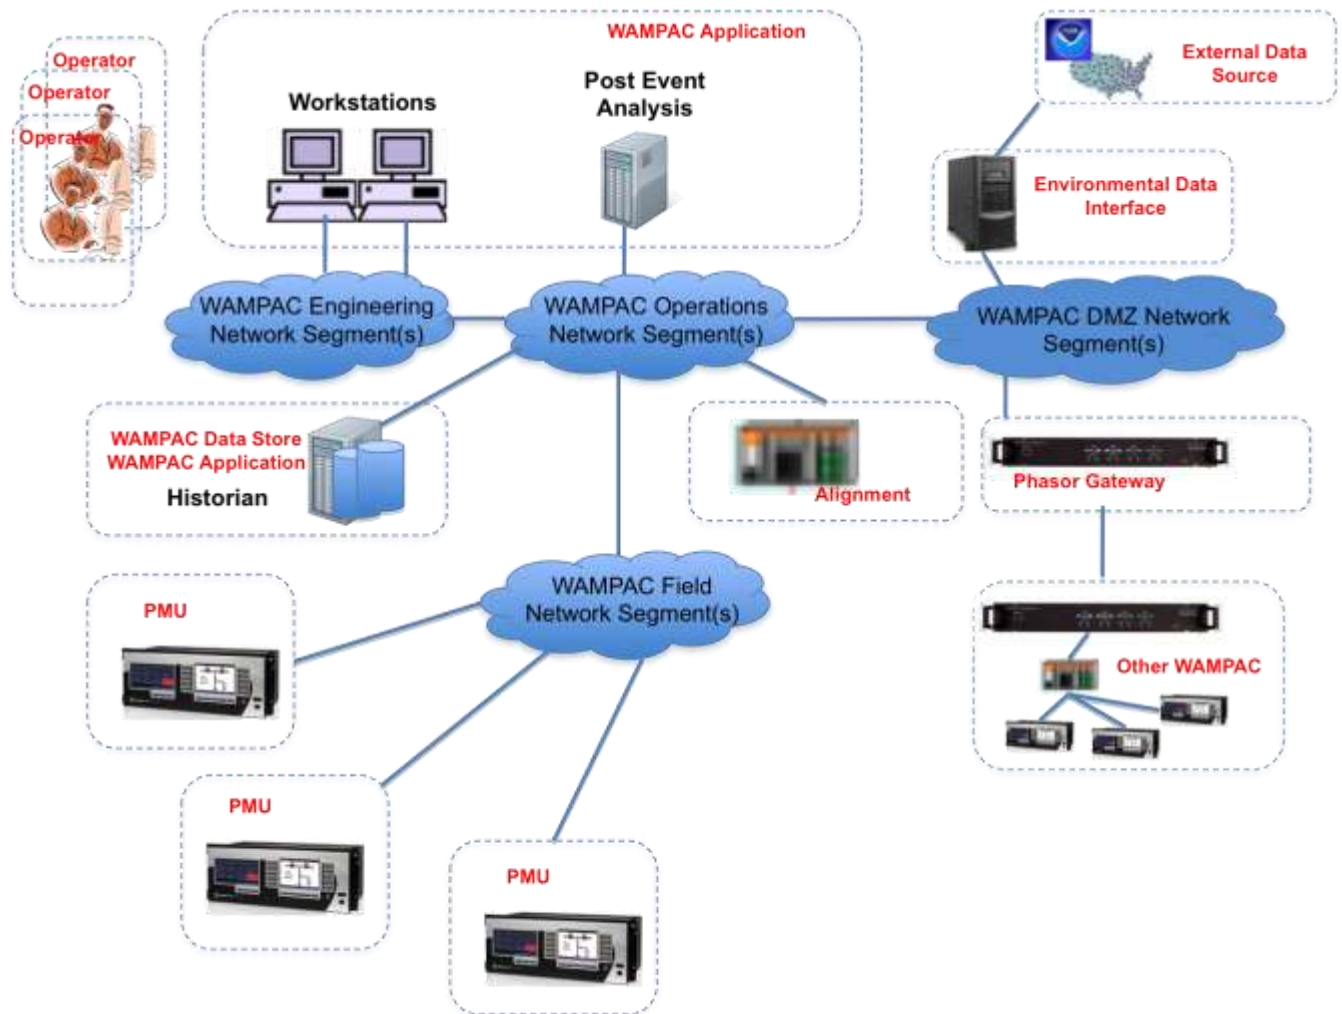 WAMPAC Application
External Data
Source
Operator
Operator
Operator
Workstations
Post Event
Analysis
Environmental Data
Interface
WAMPAC Engineering
Network Segment(s)
WAMPAC Operations
Network Segment(s)
WAMPAC DMZ Network
Segment(s)
WAMPAC Data Store
WAMPAC Application
Historian
Alignment
Phasor Gateway
WAMPAC Field
Network Segment(s)
PMU
Other WAMPAC
PMU
PMU